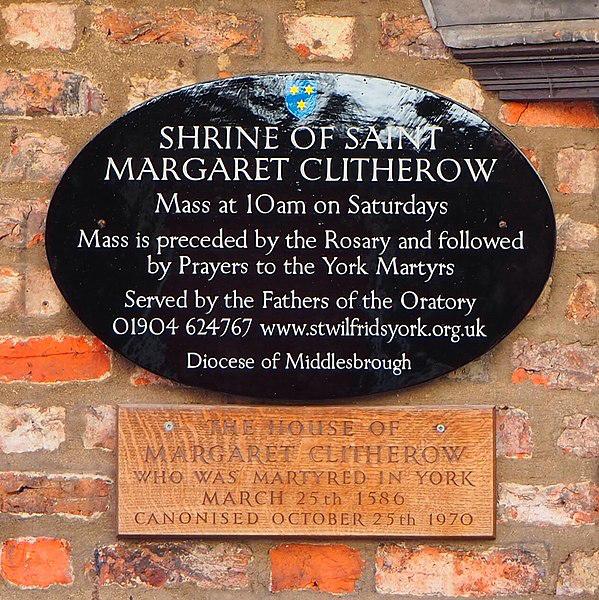 SHRINE OF SAINT
MARGARET CLITHEROW
Mass at 10am on Saturdays
Mass is preceded by the Rosary and followed
by Prayers to the York Martyrs
Served by the Fathers of the Oratory
01904 624767 www.stwilfridsyork.org.uk
Diocese of Middlesbrough
THE HOUSE OF
MARGARET CLITHEROW
WHO WAS MARTYRED IN YORK
MARCH 25th 1586
CANONISED OCTOBER 25th 1970